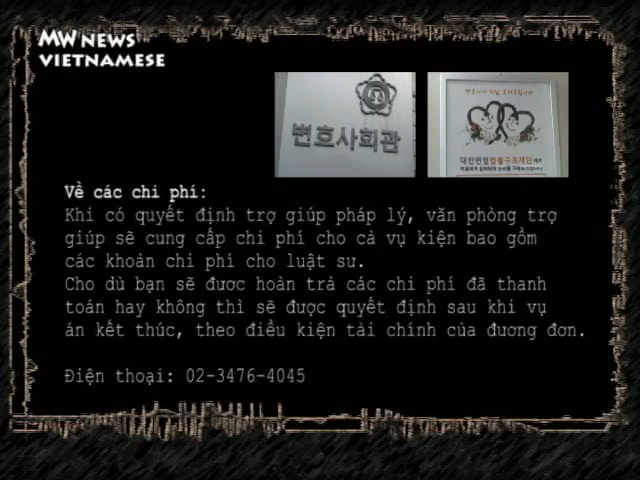 MW NEWS
VIETNAMESE
변호사회관
대한변협법률구조재단
Về các chi phí:
Khi có quyết định trợ giúp pháp lý, văn phòng trợ
giúp sẽ cung cấp chi phí cho cả vụ kiện bao gồm
các khoản chi phí cho luật sư.
Cho dù bạn sẽ đươc hoàn trả các chi phí đã thanh
toán hay không thì sẽ được quyết định sau khi vụ
án kết thúc, theo điều kiện tài chính của đương đơn.
Điện thoại: 02-3476-4045